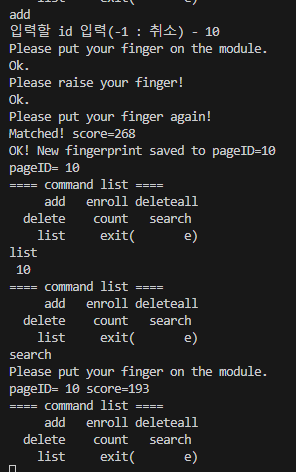 add
입력할 id 입력(-1 : 취소) - 10
Please put your finger on the module.
Ok.
Please raise your finger!
Ok.
Please put your finger again!
Matched! score=268
OK! New fingerprint saved to pageID=10
pageID= 10
==== command list ====
     add   enroll deleteall
  delete    count   search
    list     exit(       e)
list
 10
==== command list ====
     add   enroll deleteall
  delete    count   search
    list     exit(       e)
search
Please put your finger on the module.
pageID= 10 score=193
==== command list ====
     add   enroll deleteall
  delete    count   search
    list     exit(       e)